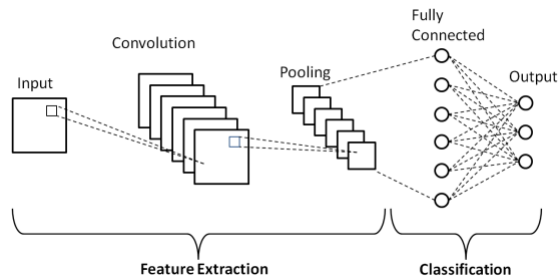 Input
Convolution
Pooling
Fully
Connected
Output
Feature Extraction
Classification